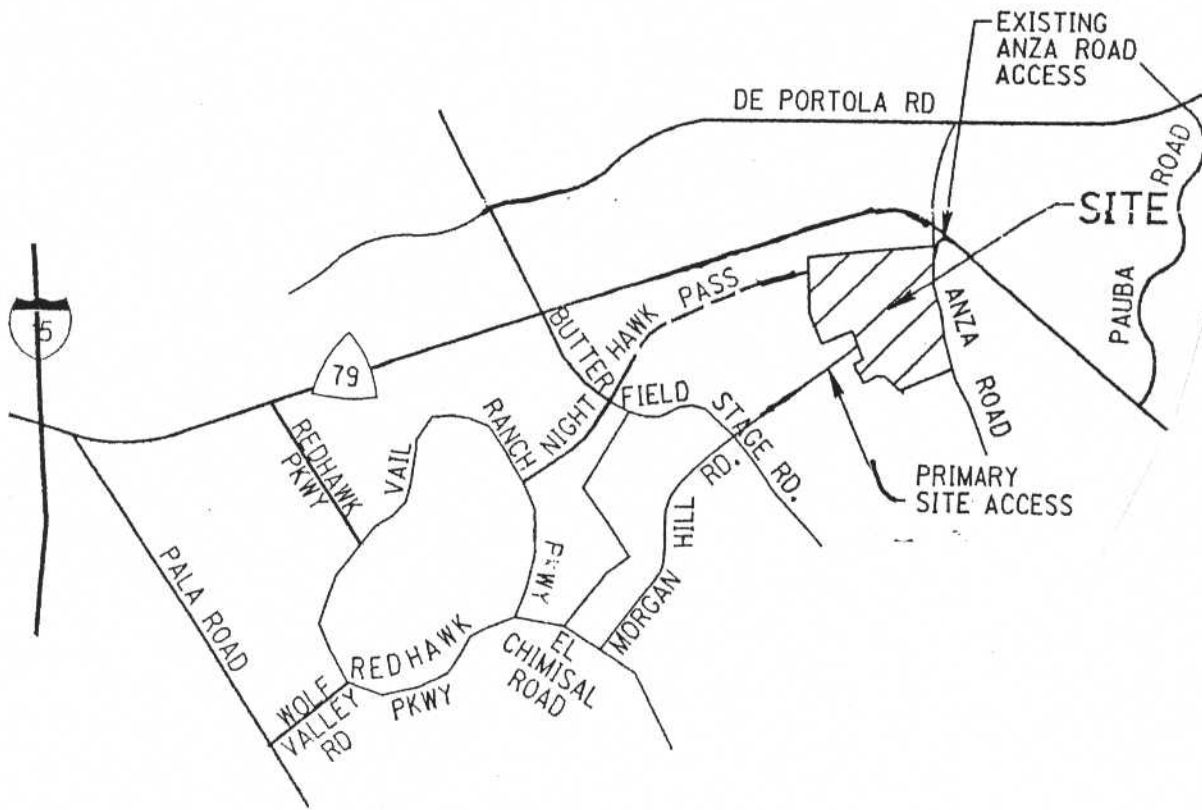 EXISTING
ANZA ROAD
ACCESS
DE PORTOLA RD
SITE
PAUBA ROAD
15
79
BUTTER FIELD STAGE RD.
NIGHT HAWK PASS
ANZA ROAD
REDHAWK
PKWY
VAIL RANCH PKWY
PRIMARY
SITE ACCESS
MORGAN HILL RD.
PALA ROAD
REDHAWK
PKWY
EL
CHIMISAL
ROAD
WOLF
VALLEY
RD